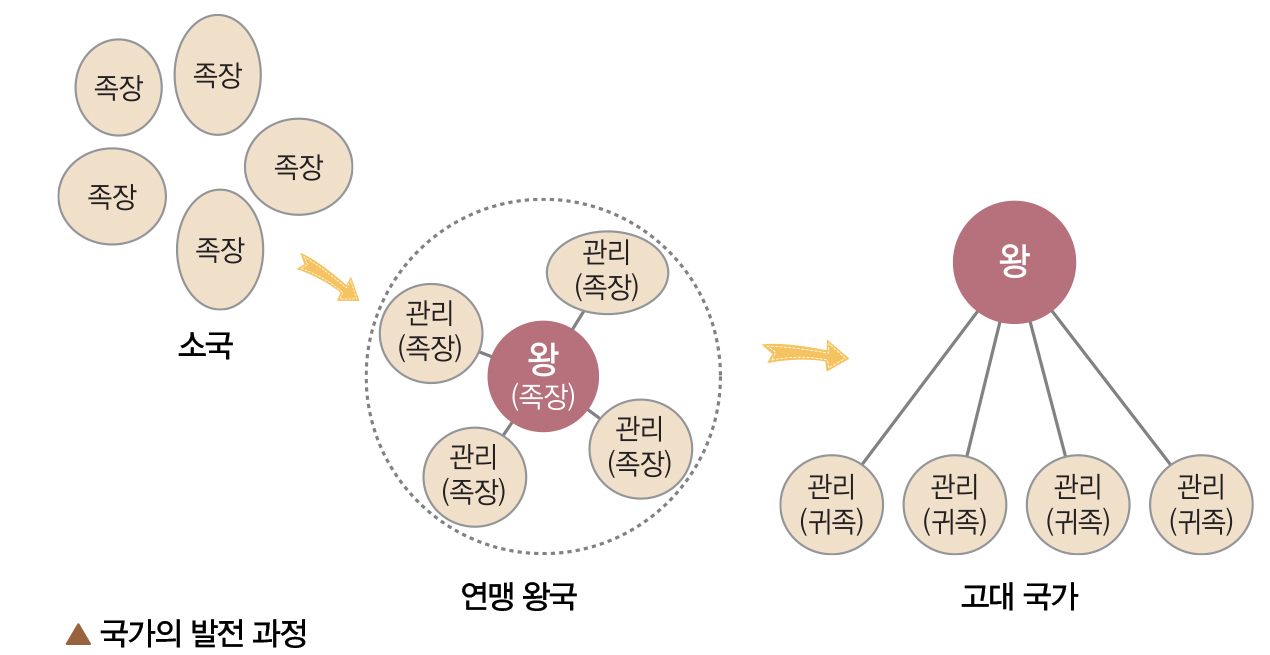 족장
족장
족장
족장
족장
소국
관리
(족장)
관리
(족장)
왕
(족장)
관리
(족장)
관리
(족장)
연맹 왕국
왕
관리
(귀족)
관리
(귀족)
관리
(귀족)
관리
(귀족)
고대 국가
▲ 국가의 발전 과정